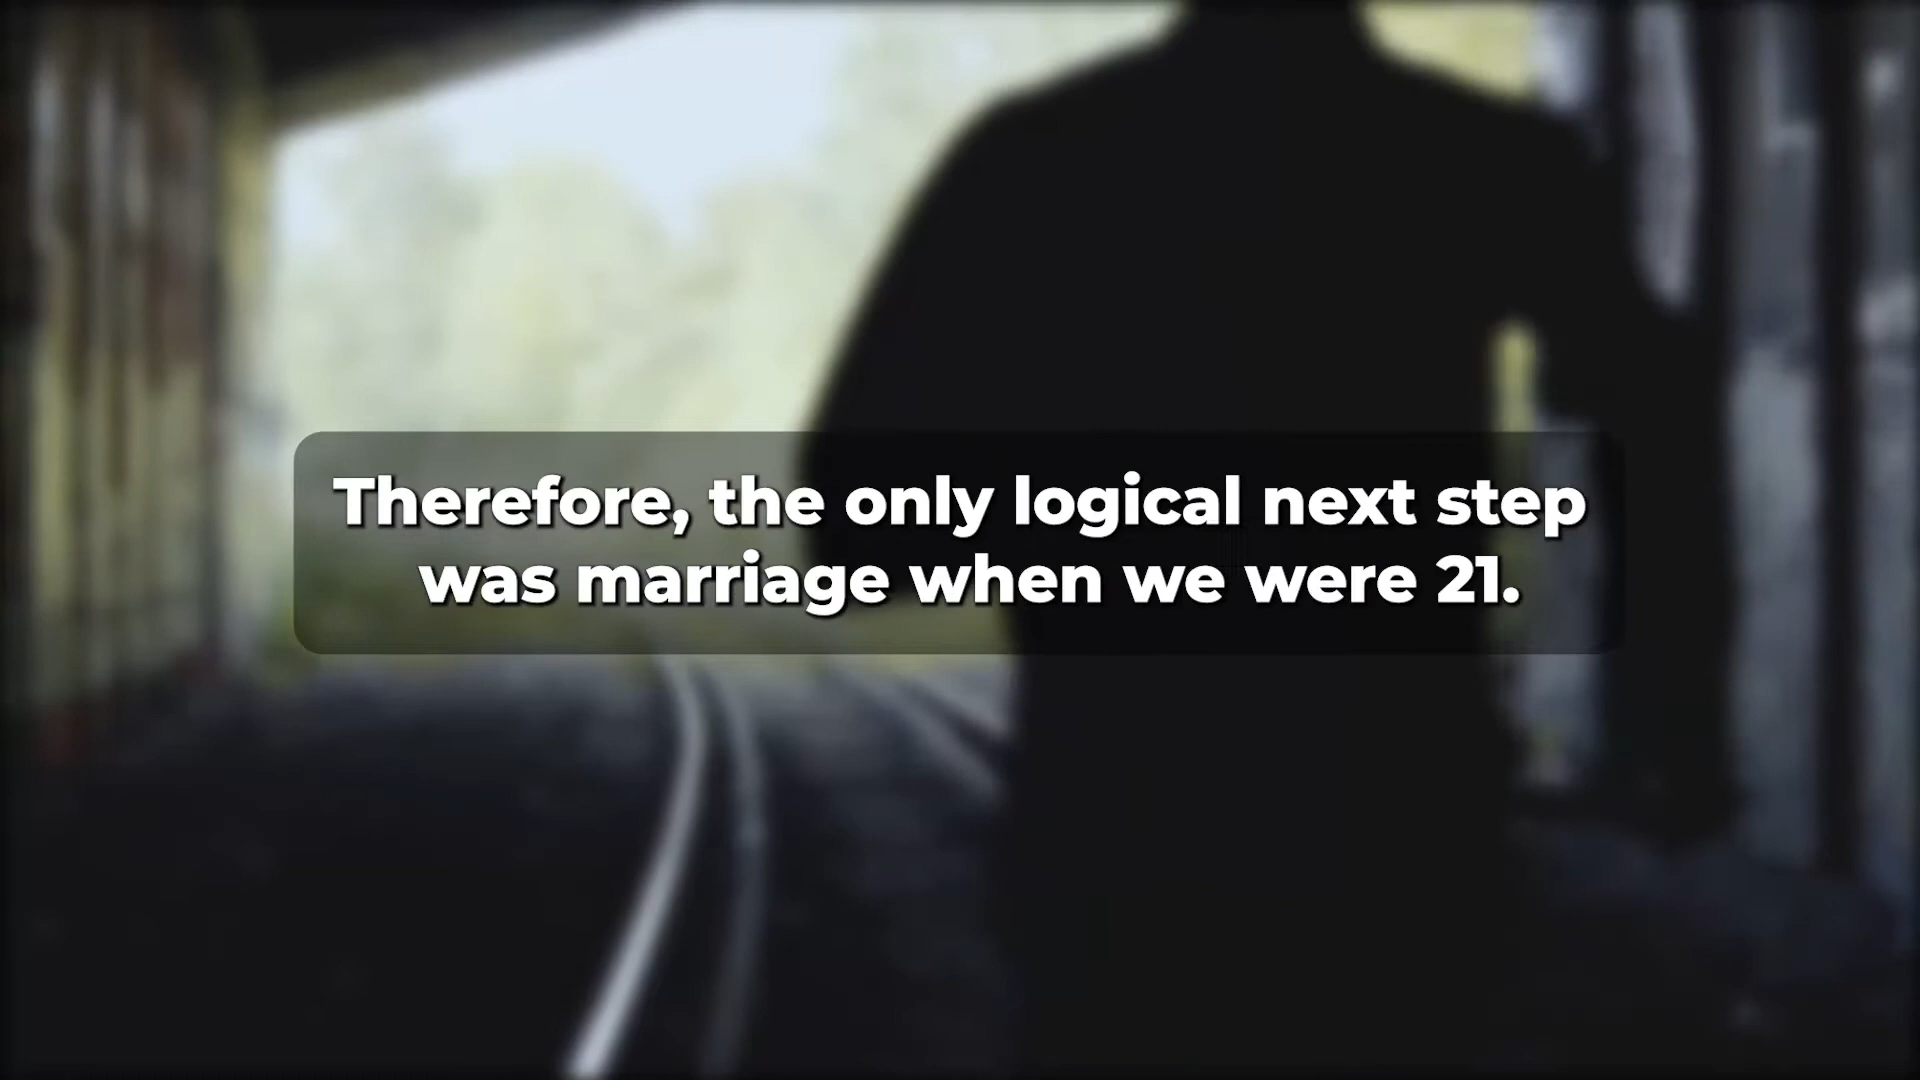 Therefore, the only logical next step
was marriage when we were 21.